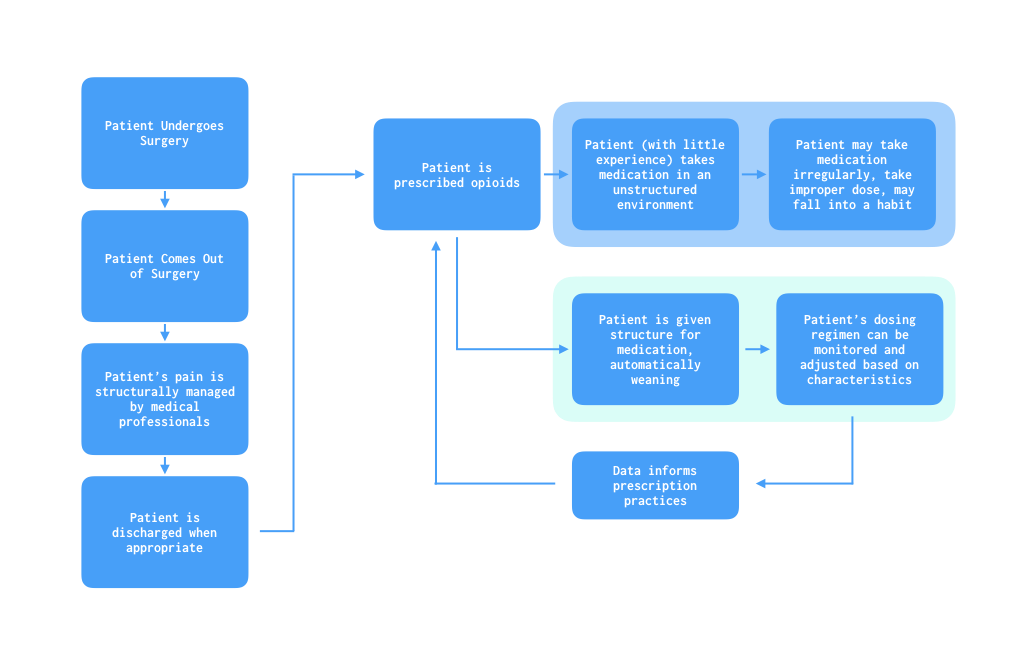 Patient Undergoes
Surgery
Patient Comes Out
of Surgery
Patient’s pain is
structurally managed
by medical
professionals
Patient is
discharged when
appropriate
Patient is
prescribed opioids
Patient (with little
experience) takes
medication in an
unstructured
environment
Patient may take
medication
irregularly, take
improper dose, may
fall into a habit
Patient is given
structure for
medication,
automatically
weaning
Patient’s dosing
regimen can be
monitored and
adjusted based on
characteristics
Data informs
prescription
practices